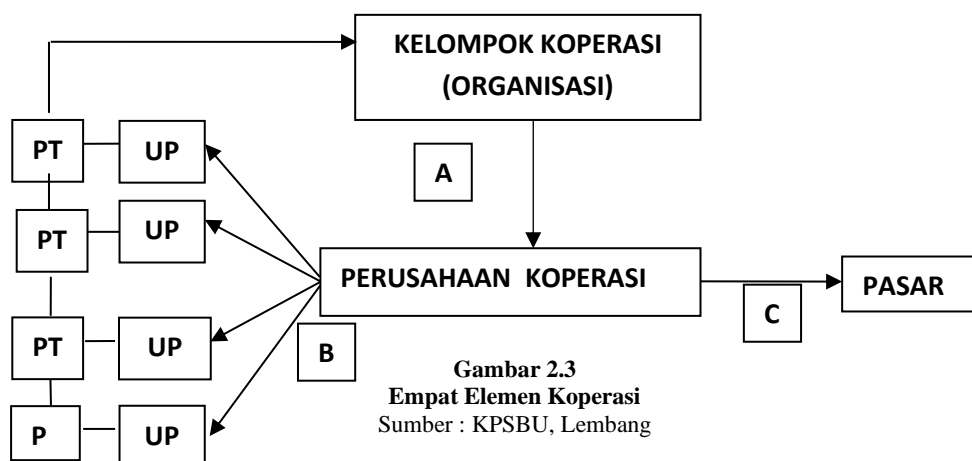 KELOMPOK KOPERASI
(ORGANISASI)
PT UP
A
PT UP
PERUSAHAAN KOPERASI
PASAR
C
PT UP
B
Gambar 2.3
Empat Elemen Koperasi
Sumber : KPSBU, Lembang
P UP